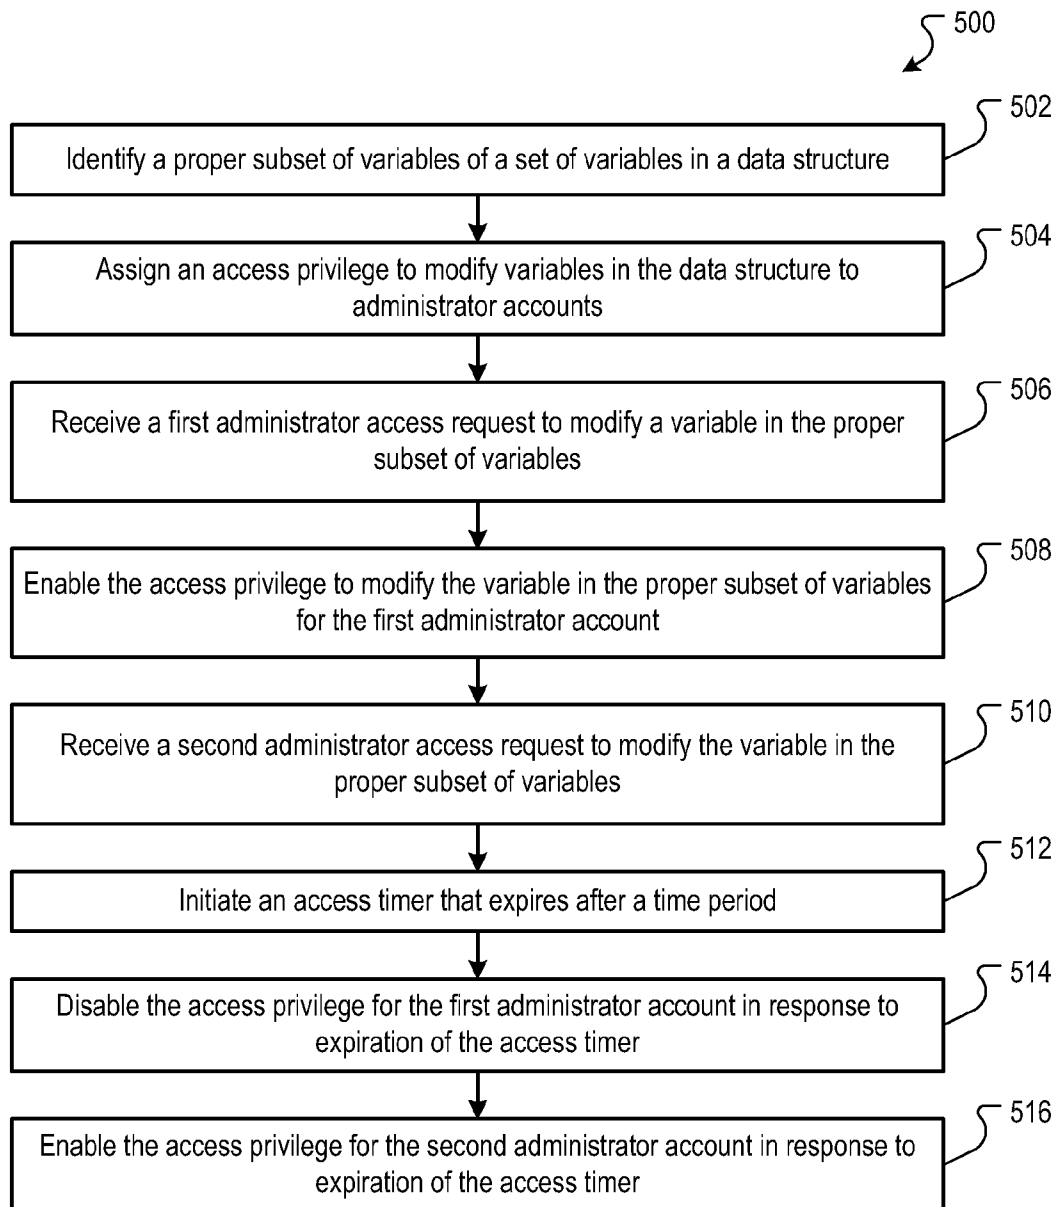 500
502
Identify a proper subset of variables of a set of variables in a data structure
504
Assign an access privilege to modify variables in the data structure to
administrator accounts
506
Receive a first administrator access request to modify a variable in the proper
subset of variables
508
Enable the access privilege to modify the variable in the proper subset of variables
for the first administrator account
510
Receive a second administrator access request to modify the variable in the
proper subset of variables
512
Initiate an access timer that expires after a time period
514
Disable the access privilege for the first administrator account in response to
expiration of the access timer
516
Enable the access privilege for the second administrator account in response to
expiration of the access timer